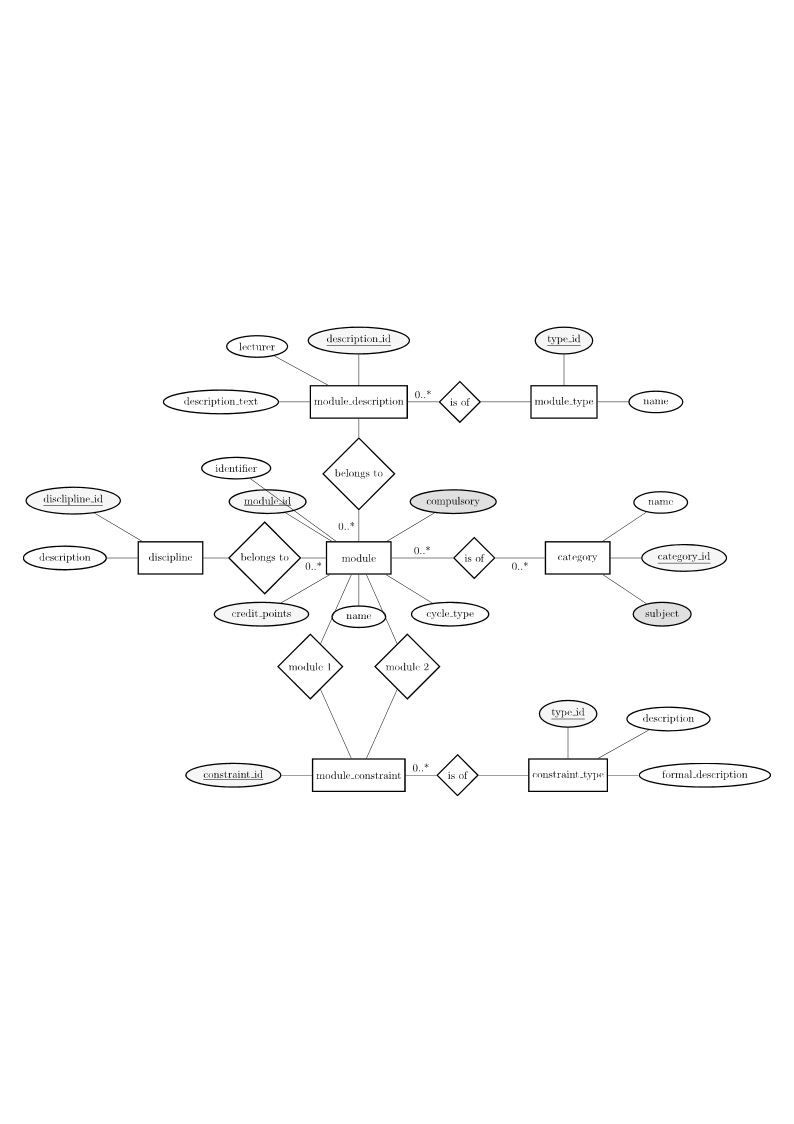 description_id
type_id
lecturer
description_text
module_description
0..*
is of
module_type
name
identifier
belongs to
disclipline_id
module_id
compulsory
name
0..*
description
discipline
belongs to
0..*
module
0..*
is of
0..*
category
category_id
credit_points
name
cycle_type
subject
module 1
module 2
type_id
description
constraint_id
module_constraint
0..*
is of
constraint_type
formal_description